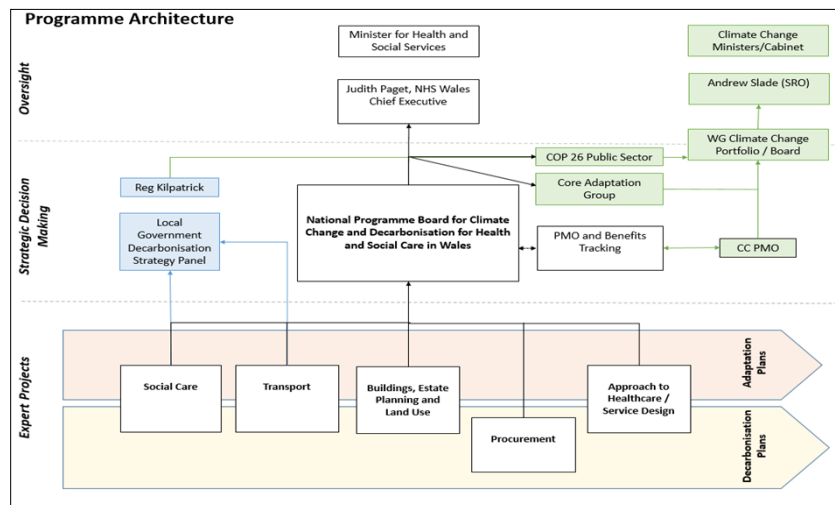 Programme Architecture
Oversight
Minister for Health and
Social Services
Climate Change
Ministers/Cabinet
Judith Paget, NHS Wales
Chief Executive
Andrew Slade (SRO)
Strategic Decision
Making
WG Climate Change
Portfolio / Board
COP 26 Public Sector
Reg Kilpatrick
Core Adaptation
Group
National Programme Board for Climate
Change and Decarbonisation for Health
and Social Care in Wales
Local
Government
Decarbonisation
Strategy Panel
PMO and Benefits
Tracking
CC PMO
Expert Projects
Social Care
Transport
Buildings, Estate
Planning and
Land Use
Procurement
Approach to
Healthcare /
Service Design
Adaptation
Plans
Decarbonisation
Plans